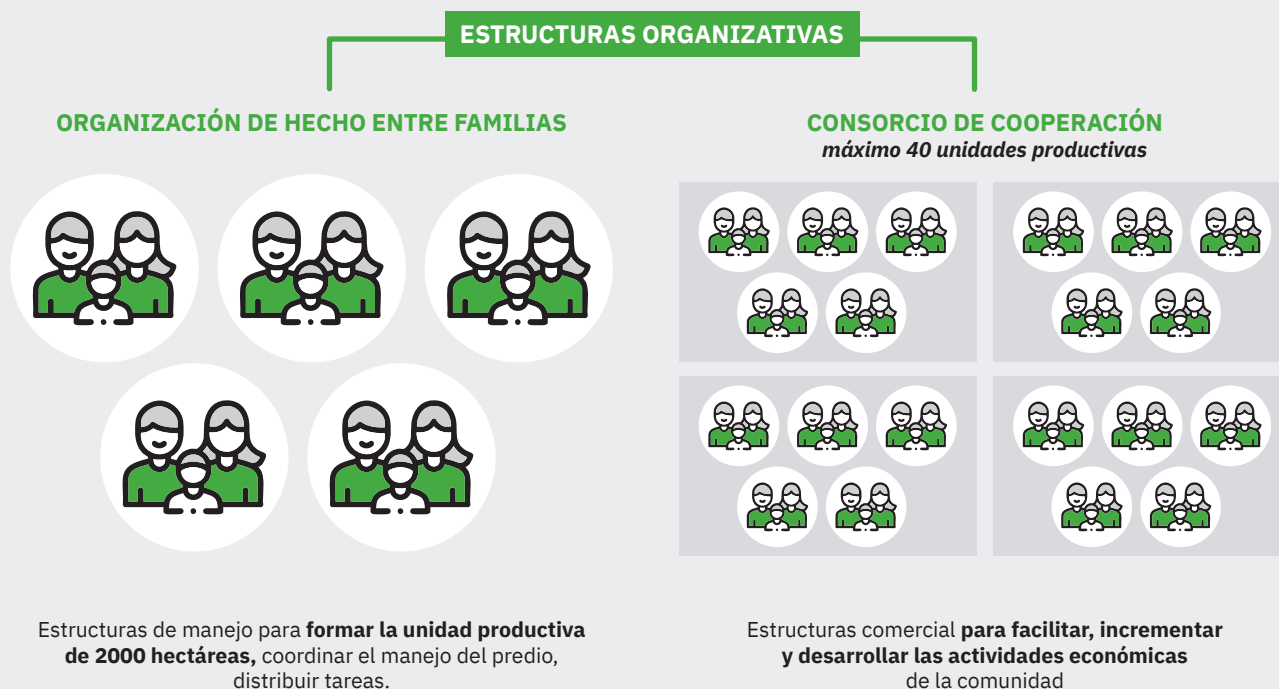 ESTRUCTURAS ORGANIZATIVAS
ORGANIZACIÓN DE HECHO ENTRE FAMILIAS
Estructuras de manejo para formar la unidad productiva
de 2000 hectáreas, coordinar el manejo del predio,
distribuir tareas.
CONSORCIO DE COOPERACIÓN
máximo 40 unidades productivas
Estructuras comercial para facilitar, incrementar
y desarrollar las actividades económicas
de la comunidad